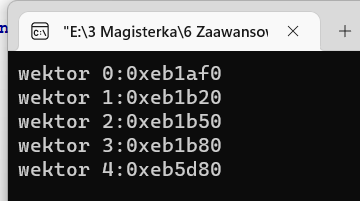 "E:\3 Magisterka\6 Zaawansow
wektor 0:0xeb1af0
wektor 1:0xeb1b20
wektor 2:0xeb1b50
wektor 3:0xeb1b80
wektor 4:0xeb5d80